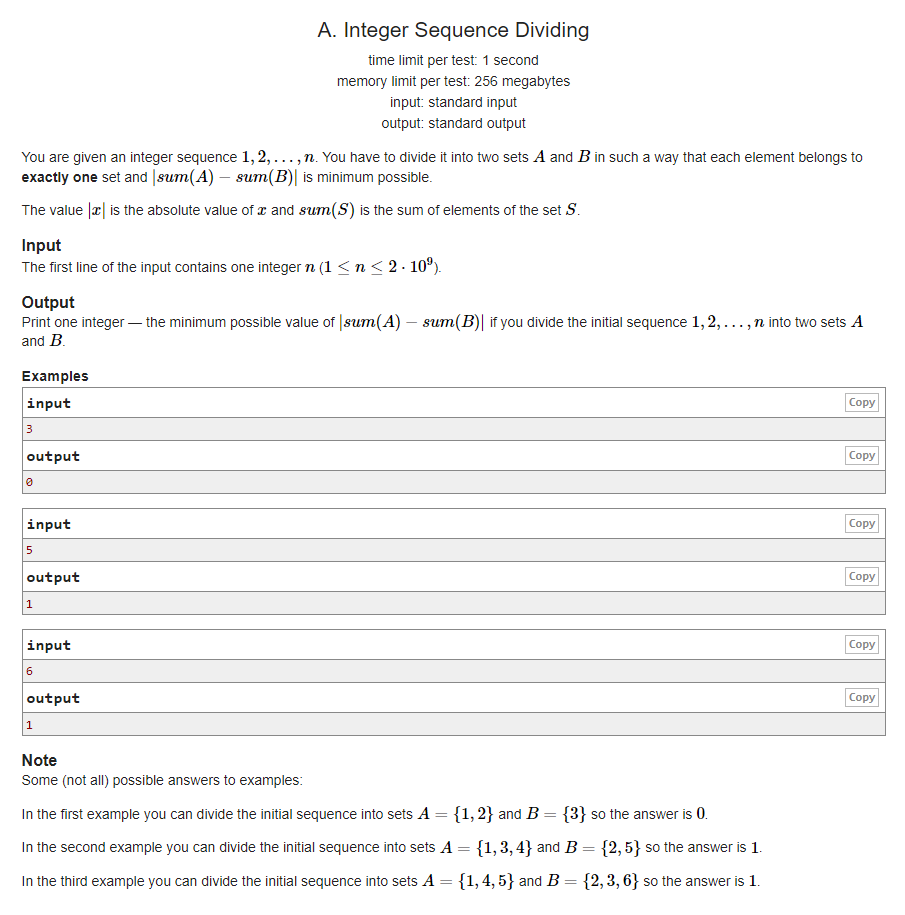 A. Integer Sequence Dividing
time limit per test: 1 second
memory limit per test: 256 megabytes
input: standard input
output: standard output
You are given an integer sequence 1, 2, . . . , n. You have to divide it into two sets A and B in such a way that each element belongs to
exactly one set and |sum(A) − sum(B)| is minimum possible.
The value |x| is the absolute value of x and sum(S) is the sum of elements of the set S.
Input
The first line of the input contains one integer n (1 ≤ n ≤ 2 · 10⁹).
Output
Print one integer — the minimum possible value of |sum(A) − sum(B)| if you divide the initial sequence 1, 2, . . . , n into two sets A
and B.
Examples
input Copy
3
output Copy
0
input Copy
5
output Copy
1
input Copy
6
output Copy
1
Note
Some (not all) possible answers to examples:
In the first example you can divide the initial sequence into sets A = {1, 2} and B = {3} so the answer is 0.
In the second example you can divide the initial sequence into sets A = {1, 3, 4} and B = {2, 5} so the answer is 1.
In the third example you can divide the initial sequence into sets A = {1, 4, 5} and B = {2, 3, 6} so the answer is 1.